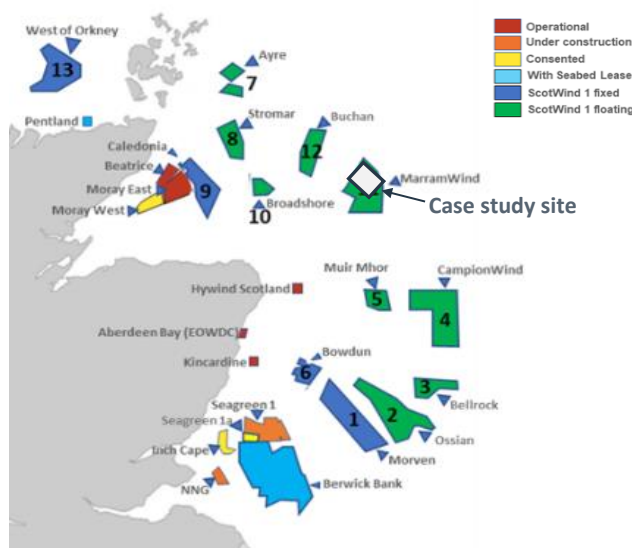 West of Orkney
13
Ayre
7
Operational
Under construction
Consented
With Seabed Lease
ScotWind 1 fixed
ScotWind 1 floating
Pentland
Stromar
8
Buchan
12
Caledonia
Beatrice
Moray East
Moray West
9
10
Broadshore
MarramWind
Case study site
Muir Mhor
5
CampionWind
4
Hywind Scotland
Aberdeen Bay (EOWDC)
Kincardine
Bowdun
6
3
Bellrock
Seagreen 1
Seagreen 1a
1
2
Ossian
Inch Cape
Morven
NNG
Berwick Bank